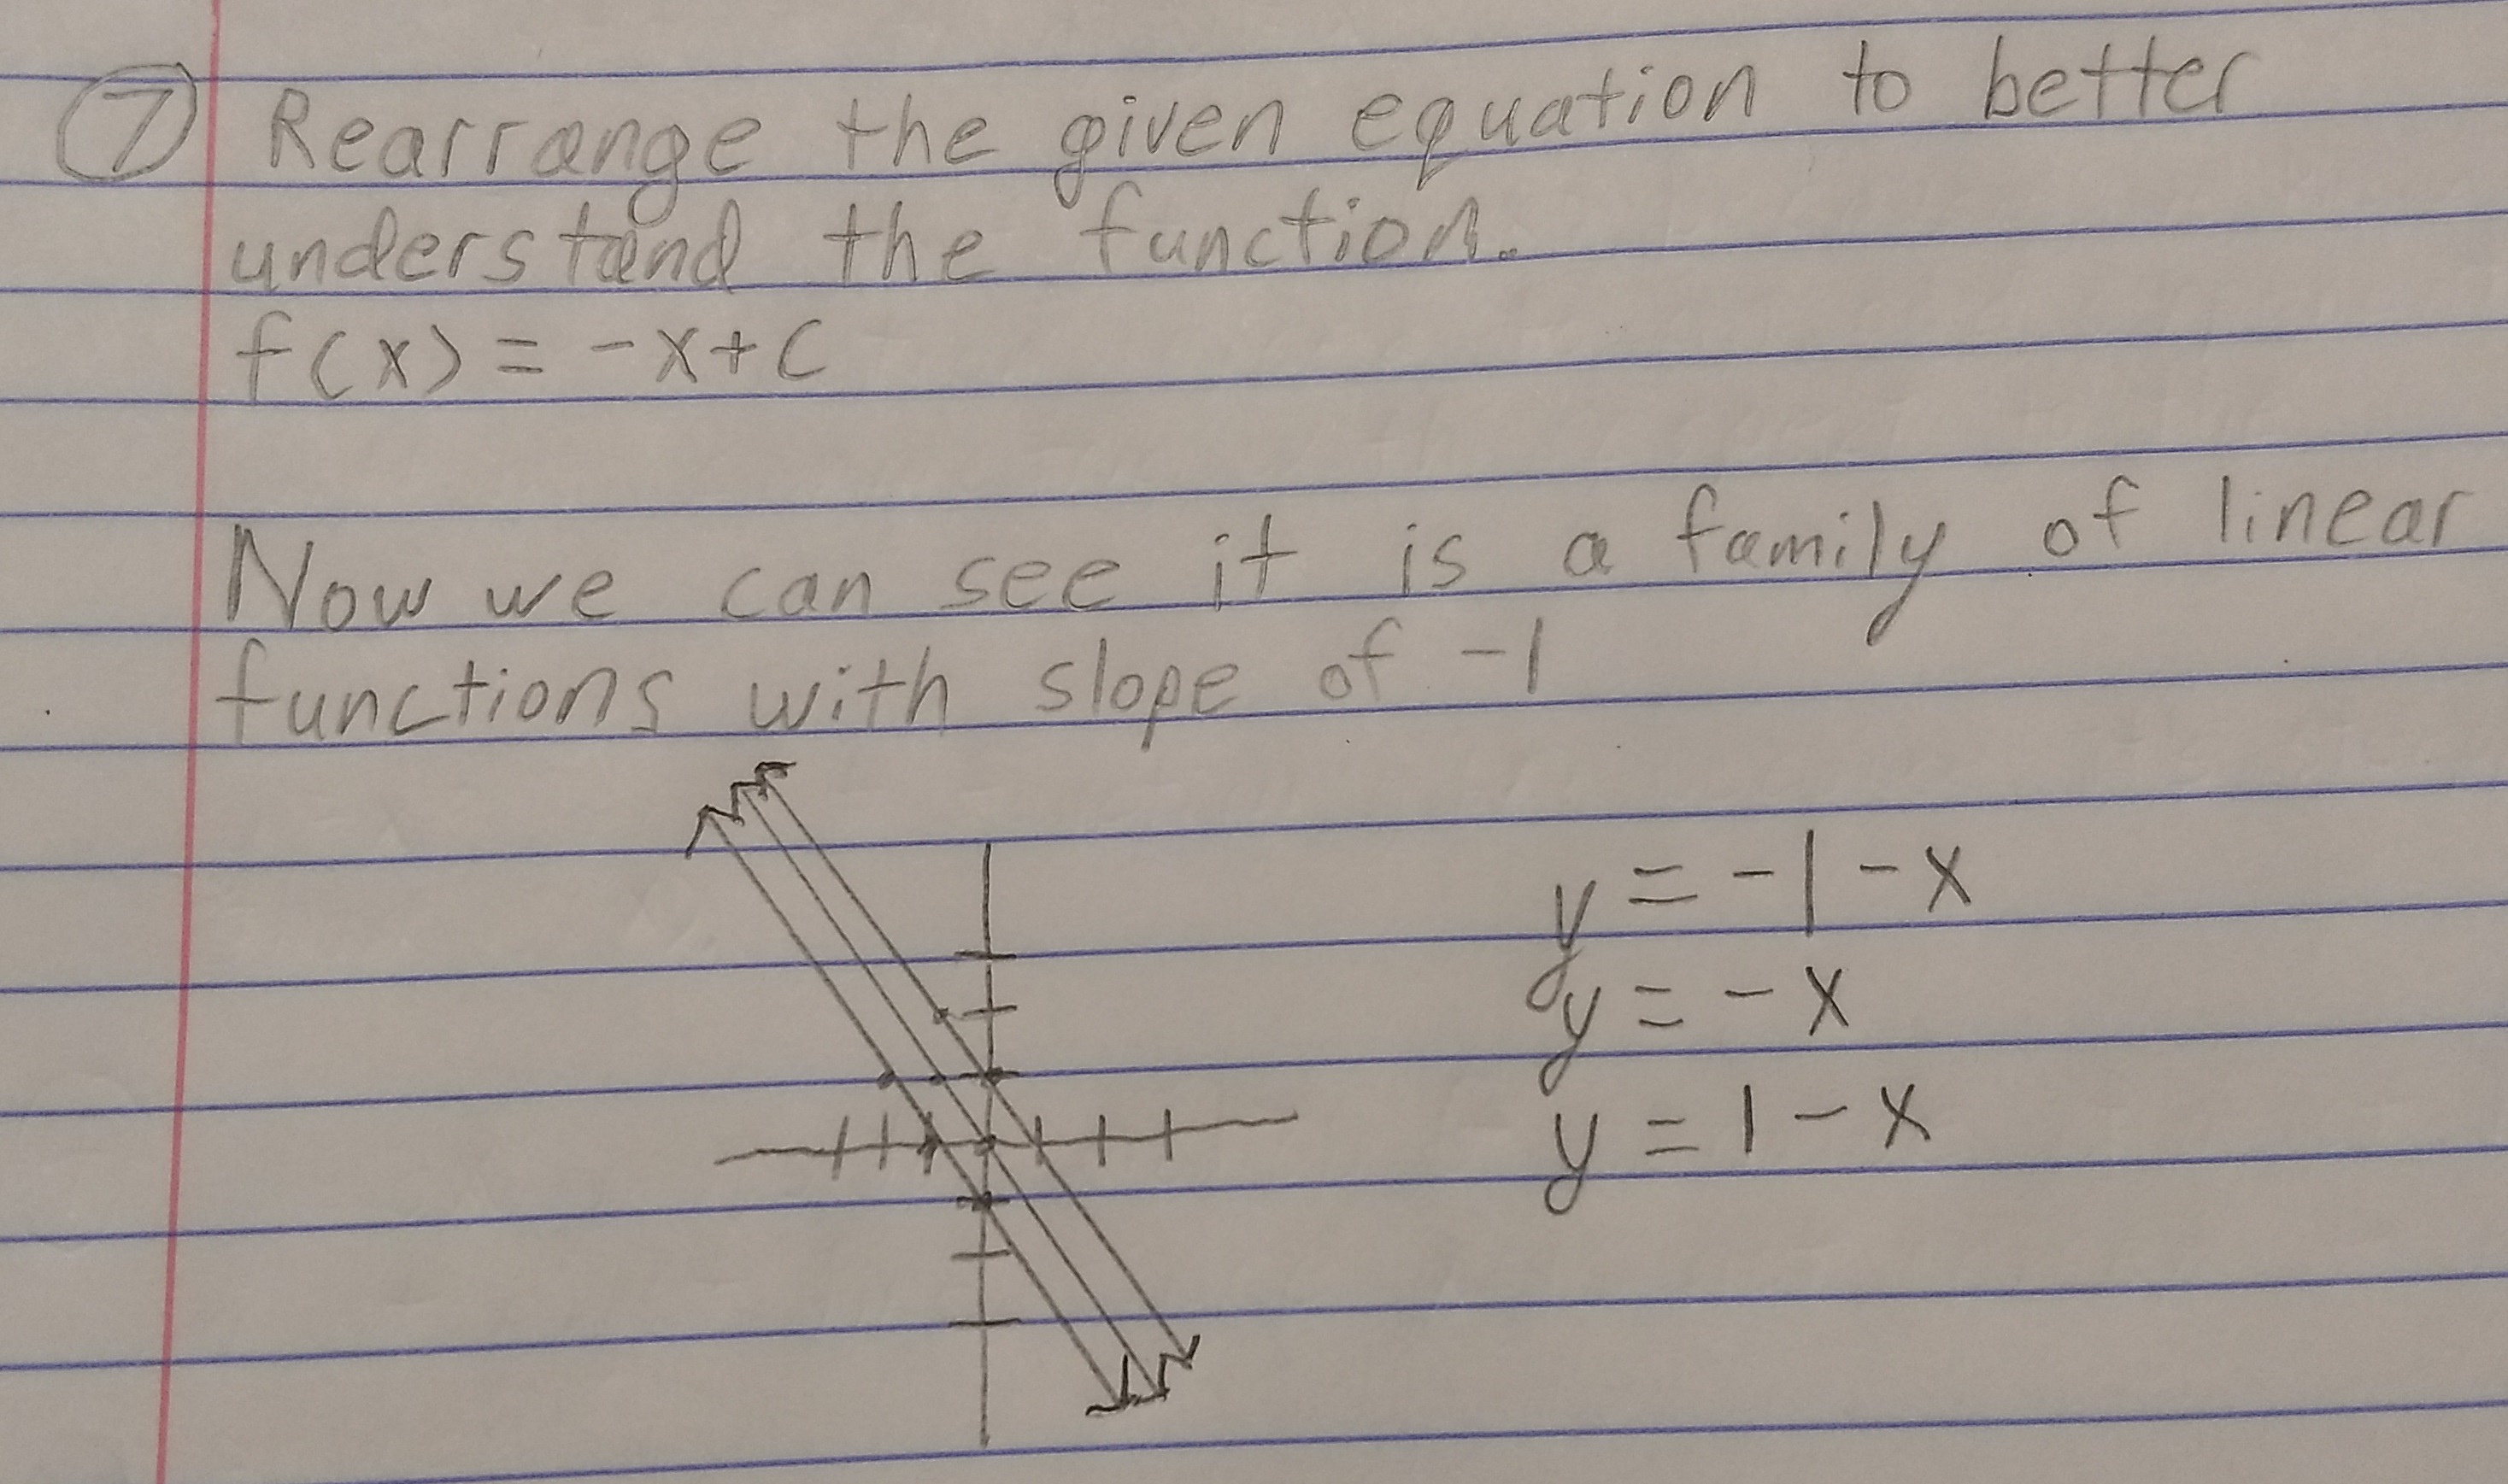 7 Rearrange the given equation to better
understand the function.
f(x) = -x+c
Now we can see it is a family of linear
functions with slope of -1
y = -1 - x
y = - x
y = 1 - x